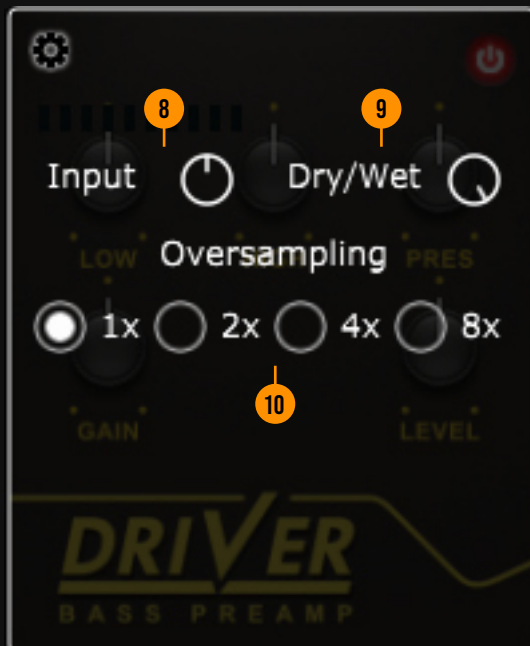 8 9
Input Dry/Wet
LOW PRES
Oversampling
1x 2x 4x 8x
10
GAIN LEVEL
DRIVER
BASS PREAMP